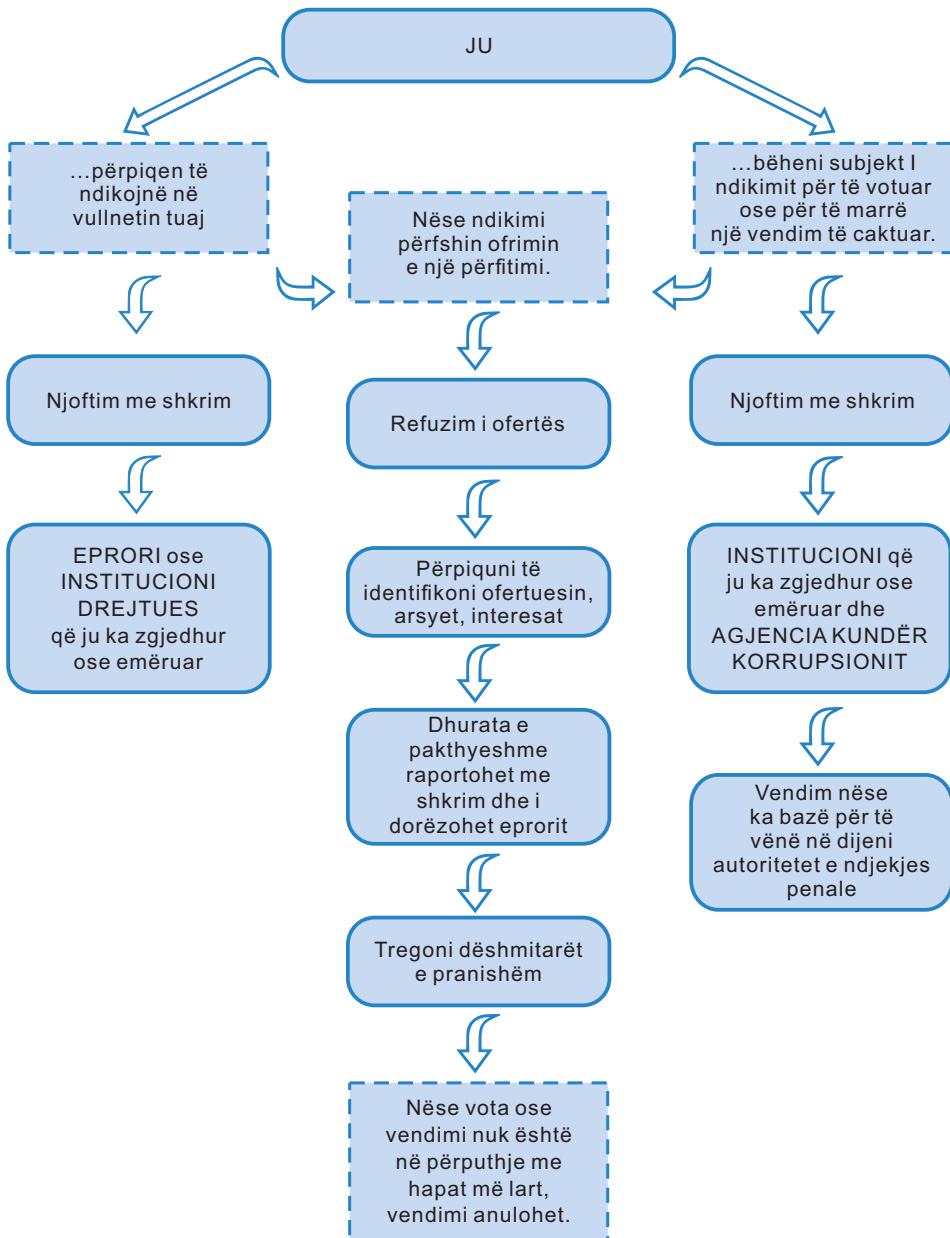 JU
…përpiqen të
ndikojnë në
vullnetin tuaj
Nëse ndikimi
përfshin ofrimin
e një përfitimi.
…bëheni subjekt I
ndikimit për të votuar
ose për të marrë
një vendim të caktuar.
Njoftim me shkrim
Refuzim i ofertës
Njoftim me shkrim
EPRORI ose
INSTITUCIONI
DREJTUES
që ju ka zgjedhur
ose emëruar
Përpiquni të
identifikoni ofertuesin,
arsyet, interesat
INSTITUCIONI që
ju ka zgjedhur ose
emëruar dhe
AGJENCIA KUNDËR
KORRUPSIONIT
Dhurata e
pakthyeshme
raportohet me
shkrim dhe i
dorëzohet eprorit
Vendim nëse
ka bazë për të
vënë në dijeni
autoritetet e ndjekjes
penale
Tregoni dëshmitarët
e pranishëm
Nëse vota ose
vendimi nuk është
në përputhje me
hapat më lart,
vendimi anulohet.